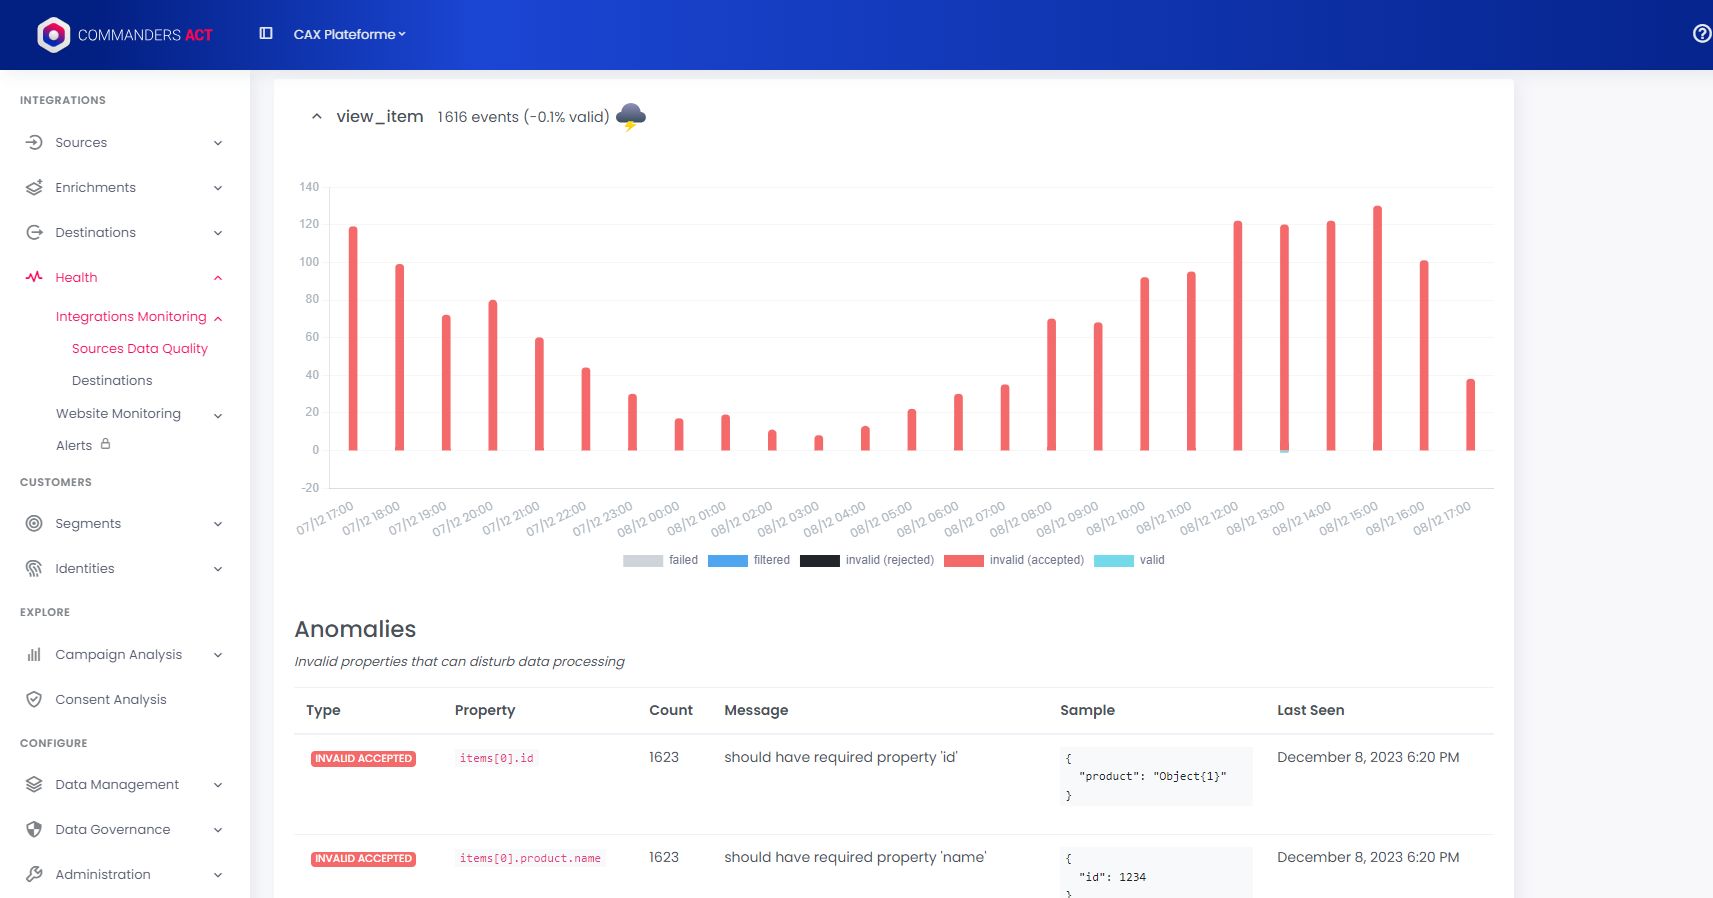 COMMANDERS ACT
CAX Plateforme
INTEGRATIONS
Sources
Enrichments
Destinations
Health
Integrations Monitoring
Sources Data Quality
Destinations
Website Monitoring
Alerts
CUSTOMERS
Segments
Identities
EXPLORE
Campaign Analysis
Consent Analysis
CONFIGURE
Data Management
Data Governance
Administration
view_item 1 616 events (-0.1% valid)
140
120
100
80
60
40
20
0
-20
07/12 17:00
07/12 18:00
07/12 19:00
07/12 20:00
07/12 21:00
07/12 22:00
07/12 23:00
08/12 00:00
08/12 01:00
08/12 02:00
08/12 03:00
08/12 04:00
08/12 05:00
08/12 06:00
08/12 07:00
08/12 08:00
08/12 09:00
08/12 10:00
08/12 11:00
08/12 12:00
08/12 13:00
08/12 14:00
08/12 15:00
08/12 16:00
08/12 17:00
failed filtered invalid (rejected) invalid (accepted) valid
Anomalies
Invalid properties that can disturb data processing
Type Property Count Message Sample Last Seen
INVALID ACCEPTED items[0].id 1623 should have required property 'id' { December 8, 2023 6:20 PM
"product": "Object{1}"
}
INVALID ACCEPTED items[0].product.name 1623 should have required property 'name' { December 8, 2023 6:20 PM
"id": 1234
}